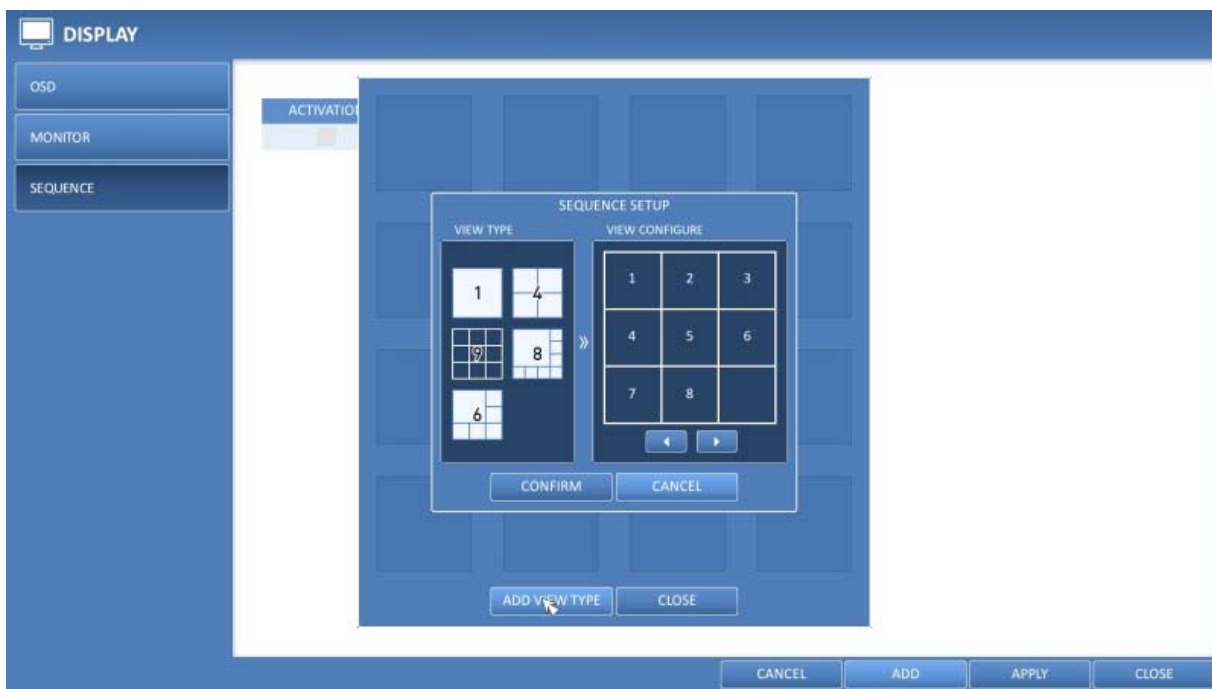 DISPLAY
OSD
MONITOR
SEQUENCE
ACTIVATION
SEQUENCE SETUP
VIEW TYPE
VIEW CONFIGURE
1 4
9 8
6
»
1 2 3
4 5 6
7 8
CONFIRM CANCEL
ADD VIEW TYPE CLOSE
CANCEL ADD APPLY CLOSE